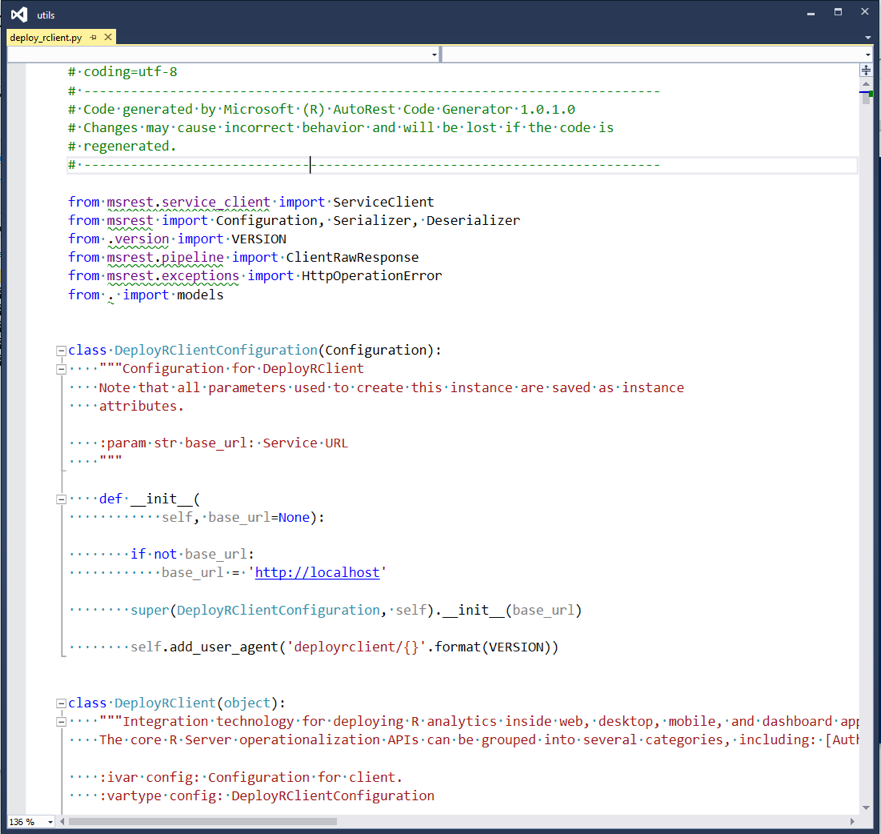 utils
deploy_rclient.py
# coding=utf-8
# --------------------------------------------------------------------------
# Code generated by Microsoft (R) AutoRest Code Generator 1.0.1.0
# Changes may cause incorrect behavior and will be lost if the code is
# regenerated.
# --------------------------------------------------------------------------
from msrest.service_client import ServiceClient
from msrest import Configuration, Serializer, Deserializer
from .version import VERSION
from msrest.pipeline import ClientRawResponse
from msrest.exceptions import HttpOperationError
from . import models
class DeployRClientConfiguration(Configuration):
    """Configuration for DeployRClient
    Note that all parameters used to create this instance are saved as instance
    attributes.
    :param str base_url: Service URL
    """
    def __init__(
            self, base_url=None):
        if not base_url:
            base_url = 'http://localhost'
        super(DeployRClientConfiguration, self).__init__(base_url)
        self.add_user_agent('deployrclient/{}'.format(VERSION))
class DeployRClient(object):
    """Integration technology for deploying R analytics inside web, desktop, mobile, and dashboard app
    The core R Server operationalization APIs can be grouped into several categories, including: [Auth
    :ivar config: Configuration for client.
    :vartype config: DeployRClientConfiguration
136 %